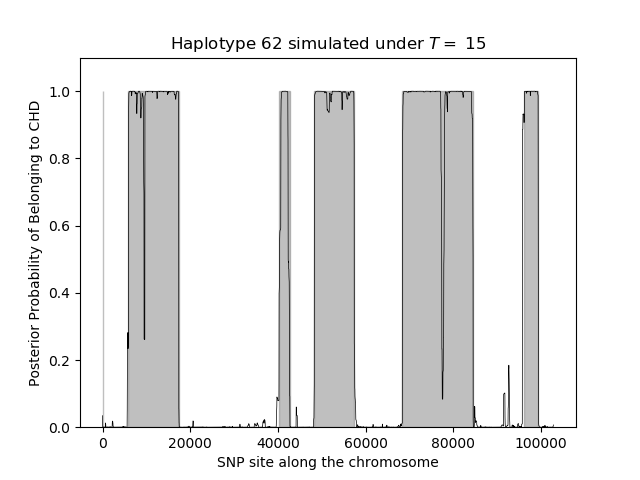 Haplotype 62 simulated under T = 15
Posterior Probability of Belonging to CHD
1.0
0.8
0.6
0.4
0.2
0.0
0 20000 40000 60000 80000 100000
SNP site along the chromosome